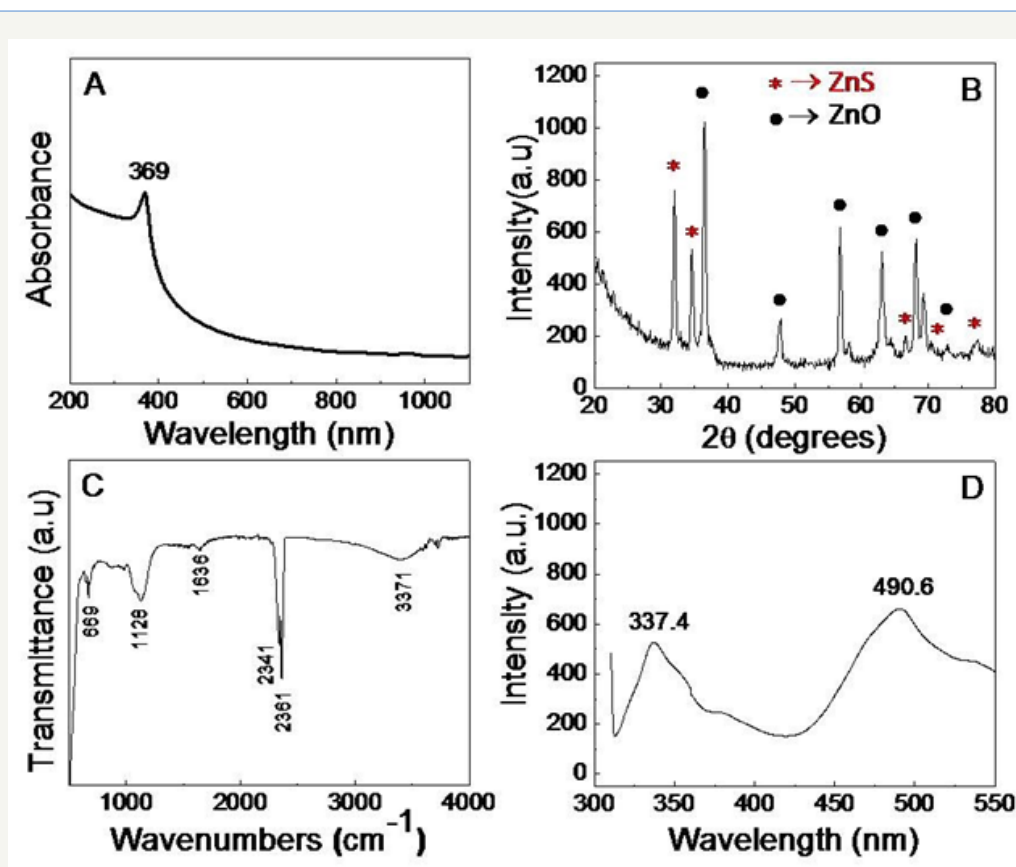 A
369
Absorbance
200 400 600 800 1000
Wavelength (nm)
B
* → ZnS
● → ZnO
Intensity(a.u)
1200
1000
800
600
400
200
0
20 30 40 50 60 70 80
2θ (degrees)
C
669
1128
1636
2341
2361
3371
Transmittance (a.u)
1000 2000 3000 4000
Wavenumbers (cm⁻¹)
D
337.4
490.6
Intensity (a.u.)
1200
1000
800
600
400
200
0
300 350 400 450 500 550
Wavelength (nm)